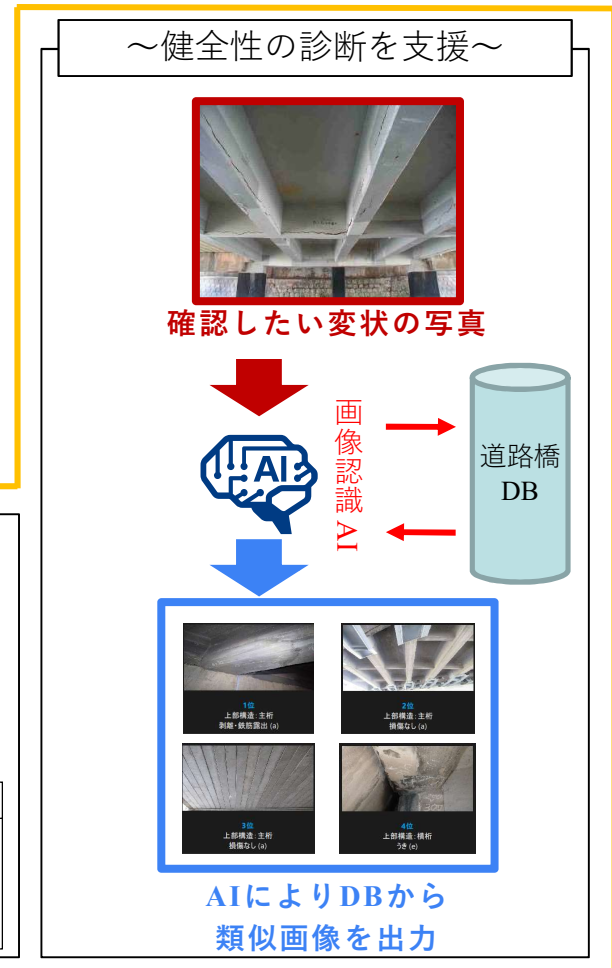 ～健全性の診断を支援～
確認したい変状の写真
AI
画像認識AI
道路橋
DB
1位
上部構造:主桁
剥離・鉄筋露出 (a)
2位
上部構造:主桁
損傷なし (a)
3位
上部構造:主桁
損傷なし (a)
4位
上部構造:横桁
うき (e)
AIによりDBから
類似画像を出力